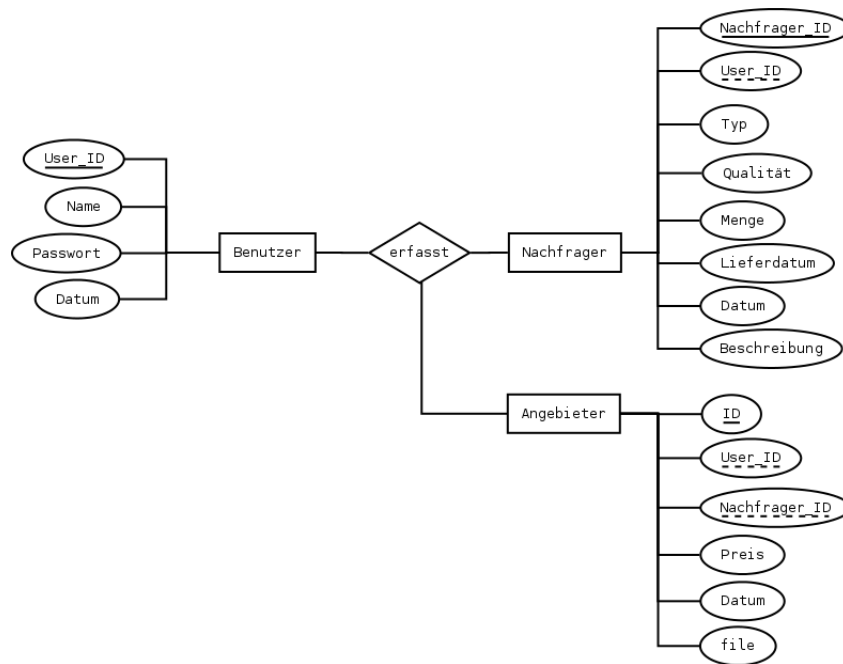 User_ID
Name
Passwort
Datum
Benutzer
erfasst
Nachfrager
Nachfrager_ID
User_ID
Typ
Qualität
Menge
Lieferdatum
Datum
Beschreibung
Angebieter
ID
User_ID
Nachfrager_ID
Preis
Datum
file